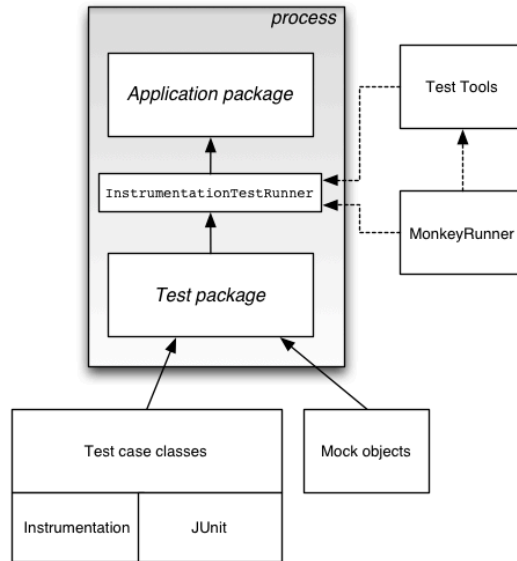 process
Application package
Test Tools
InstrumentationTestRunner
MonkeyRunner
Test package
Test case classes
Mock objects
Instrumentation
JUnit